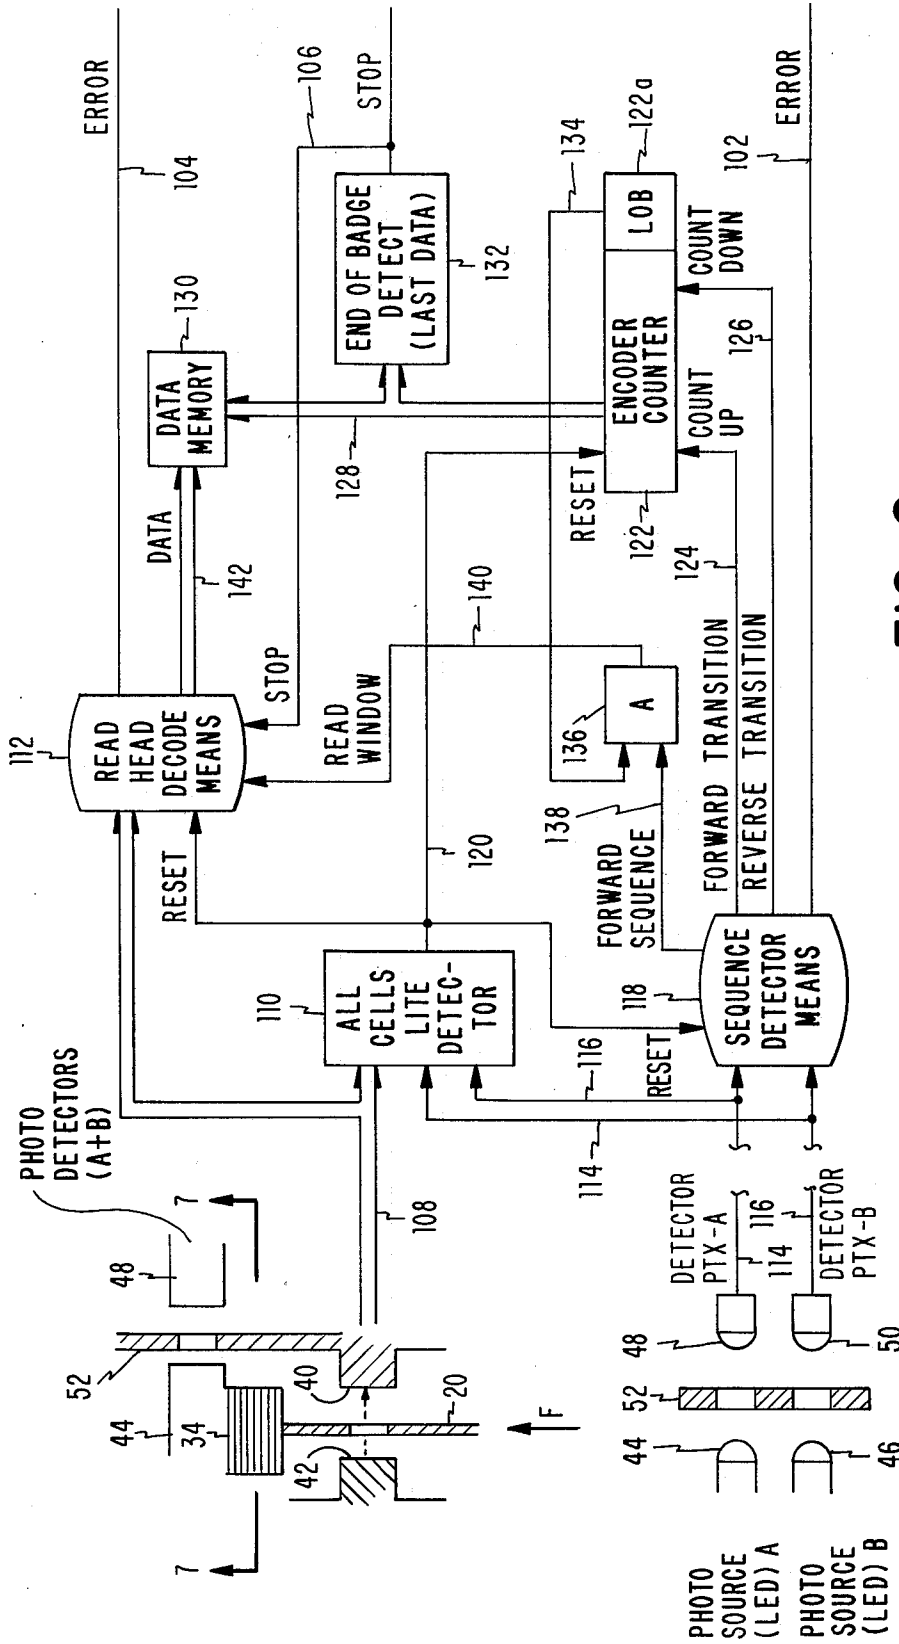 7
7
44
34
52
48
PHOTO
DETECTORS
(A+B)
42
40
20
F
108
112
READ
HEAD
DECODE
MEANS
RESET
READ
WINDOW
STOP
ERROR
104
DATA
142
DATA
MEMORY
130
106
STOP
END OF BADGE
DETECT
(LAST DATA)
132
128
110
ALL
CELLS
LITE
DETEC-
TOR
120
140
134
136
A
138
FORWARD
SEQUENCE
RESET
ENCODER
COUNTER
LOB
122a
122
COUNT
UP
COUNT
DOWN
116
114
RESET
118
SEQUENCE
DETECTOR
MEANS
FORWARD TRANSITION
124
REVERSE TRANSITION
126
102
ERROR
PHOTO
SOURCE
(LED) A
PHOTO
SOURCE
(LED) B
44
52
48
46
50
DETECTOR
PTX-A
114
116
DETECTOR
PTX-B